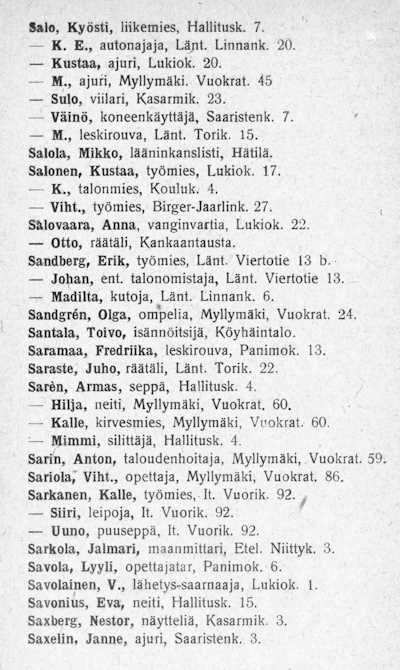 Salo, Kyösti, liikemies, Hallitusk. 7.
— K. E., autonajaja, Länt. Linnank. 20.
— Kustaa, ajuri, Lukiok. 20.
— M., ajuri, Myllymäki. Vuokrat. 45
— Sulo, viilari, Kasarmik. 23.
— Väinö, koneenkäyttäjä, Saaristenk. 7.
— M., leskirouva, Länt. Torik. 15.
Salola, Mikko, lääninkanslisti, Hätilä.
Salonen, Kustaa, työmies, Lukiok. 17.
— K., talonmies, Kouluk. 4.
— Viht., työmies, Birger-Jaarlink. 27.
Salovaara, Anna, vanginvartia, Lukiok. 22.
— Otto, räätäli, Kankaantausta.
Sandberg, Erik, työmies, Länt. Viertotie 13 b.
— Johan, ent. talonomistaja, Länt. Viertotie 13.
— Madilta, kutoja, Länt. Linnank. 6.
Sandgrén, Olga, ompelia, Myllymäki, Vuokrat. 24.
Santala, Toivo, isännöitsijä, Köyhäintalo.
Saramaa, Fredriika, leskirouva, Panimok. 13.
Saraste, Juho, räätäli, Länt. Torik. 22.
Sarèn, Armas, seppä, Hallitusk. 4.
— Hilja, neiti, Myllymäki, Vuokrat. 60.
— Kalle, kirvesmies, Myllymäki, Vuokrat. 60.
— Mimmi, silittäjä, Hallitusk. 4.
Sarin, Anton, taloudenhoitaja, Myllymäki, Vuokrat. 59.
Sariola, Viht., opettaja, Myllymäki, Vuokrat. 86.
Sarkanen, Kalle, työmies, It. Vuorik. 92.
— Siiri, leipoja, It. Vuorik. 92.
— Uuno, puuseppä, It. Vuorik. 92.
Sarkola, Jalmari, maanmittari, Etel. Niittyk. 3.
Savola, Lyyli, opettajatar, Panimok. 6.
Savolainen, V., lähetys-saarnaaja, Lukiok. 1.
Savonius, Eva, neiti, Hallitusk. 15.
Saxberg, Nestor, näytteliä, Kasarmik. 3.
Saxelin, Janne, ajuri, Saaristenk. 3.